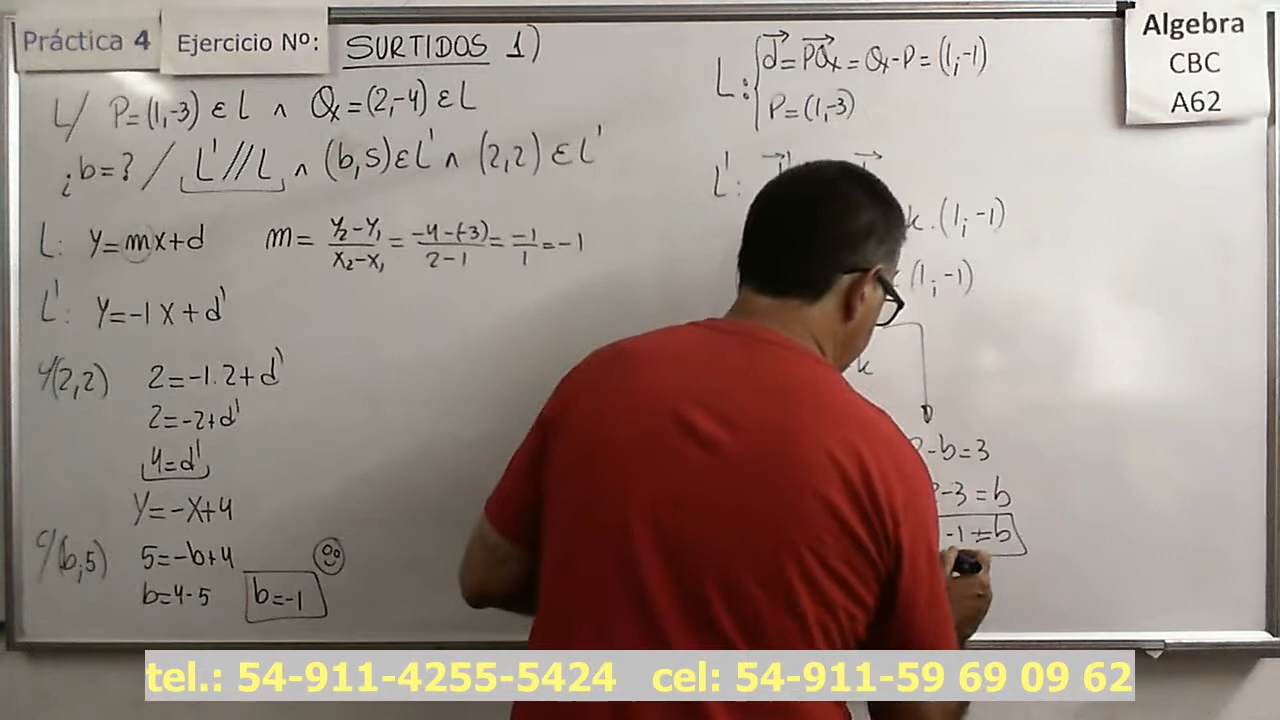 Práctica 4
Ejercicio Nº:
SURTIDOS 1)
Algebra
CBC
A62
L/ P=(1,-3) ε L ∧ Q=(2,-4) ε L
¿b=? / L' // L ∧ (b,5) ε L' ∧ (2,2) ε L'
L: y=mx+d m= y₂-y₁/x₂-x₁ = -4-(-3)/2-1 = -1/1 = -1
L': y=-1x+d'
c/(2,2) 2=-1.2+d'
2=-2+d'
4=d'
y=-x+4
c/(b,5) 5=-b+4
b=4-5 b=-1
L: d=PQ=Q-P=(1,-1)
P=(1,-3)
L':
k.(1,-1)
(1,-1)
k
-b=3
-3=b
-1=b
tel.: 54-911-4255-5424 cel: 54-911-59 69 09 62